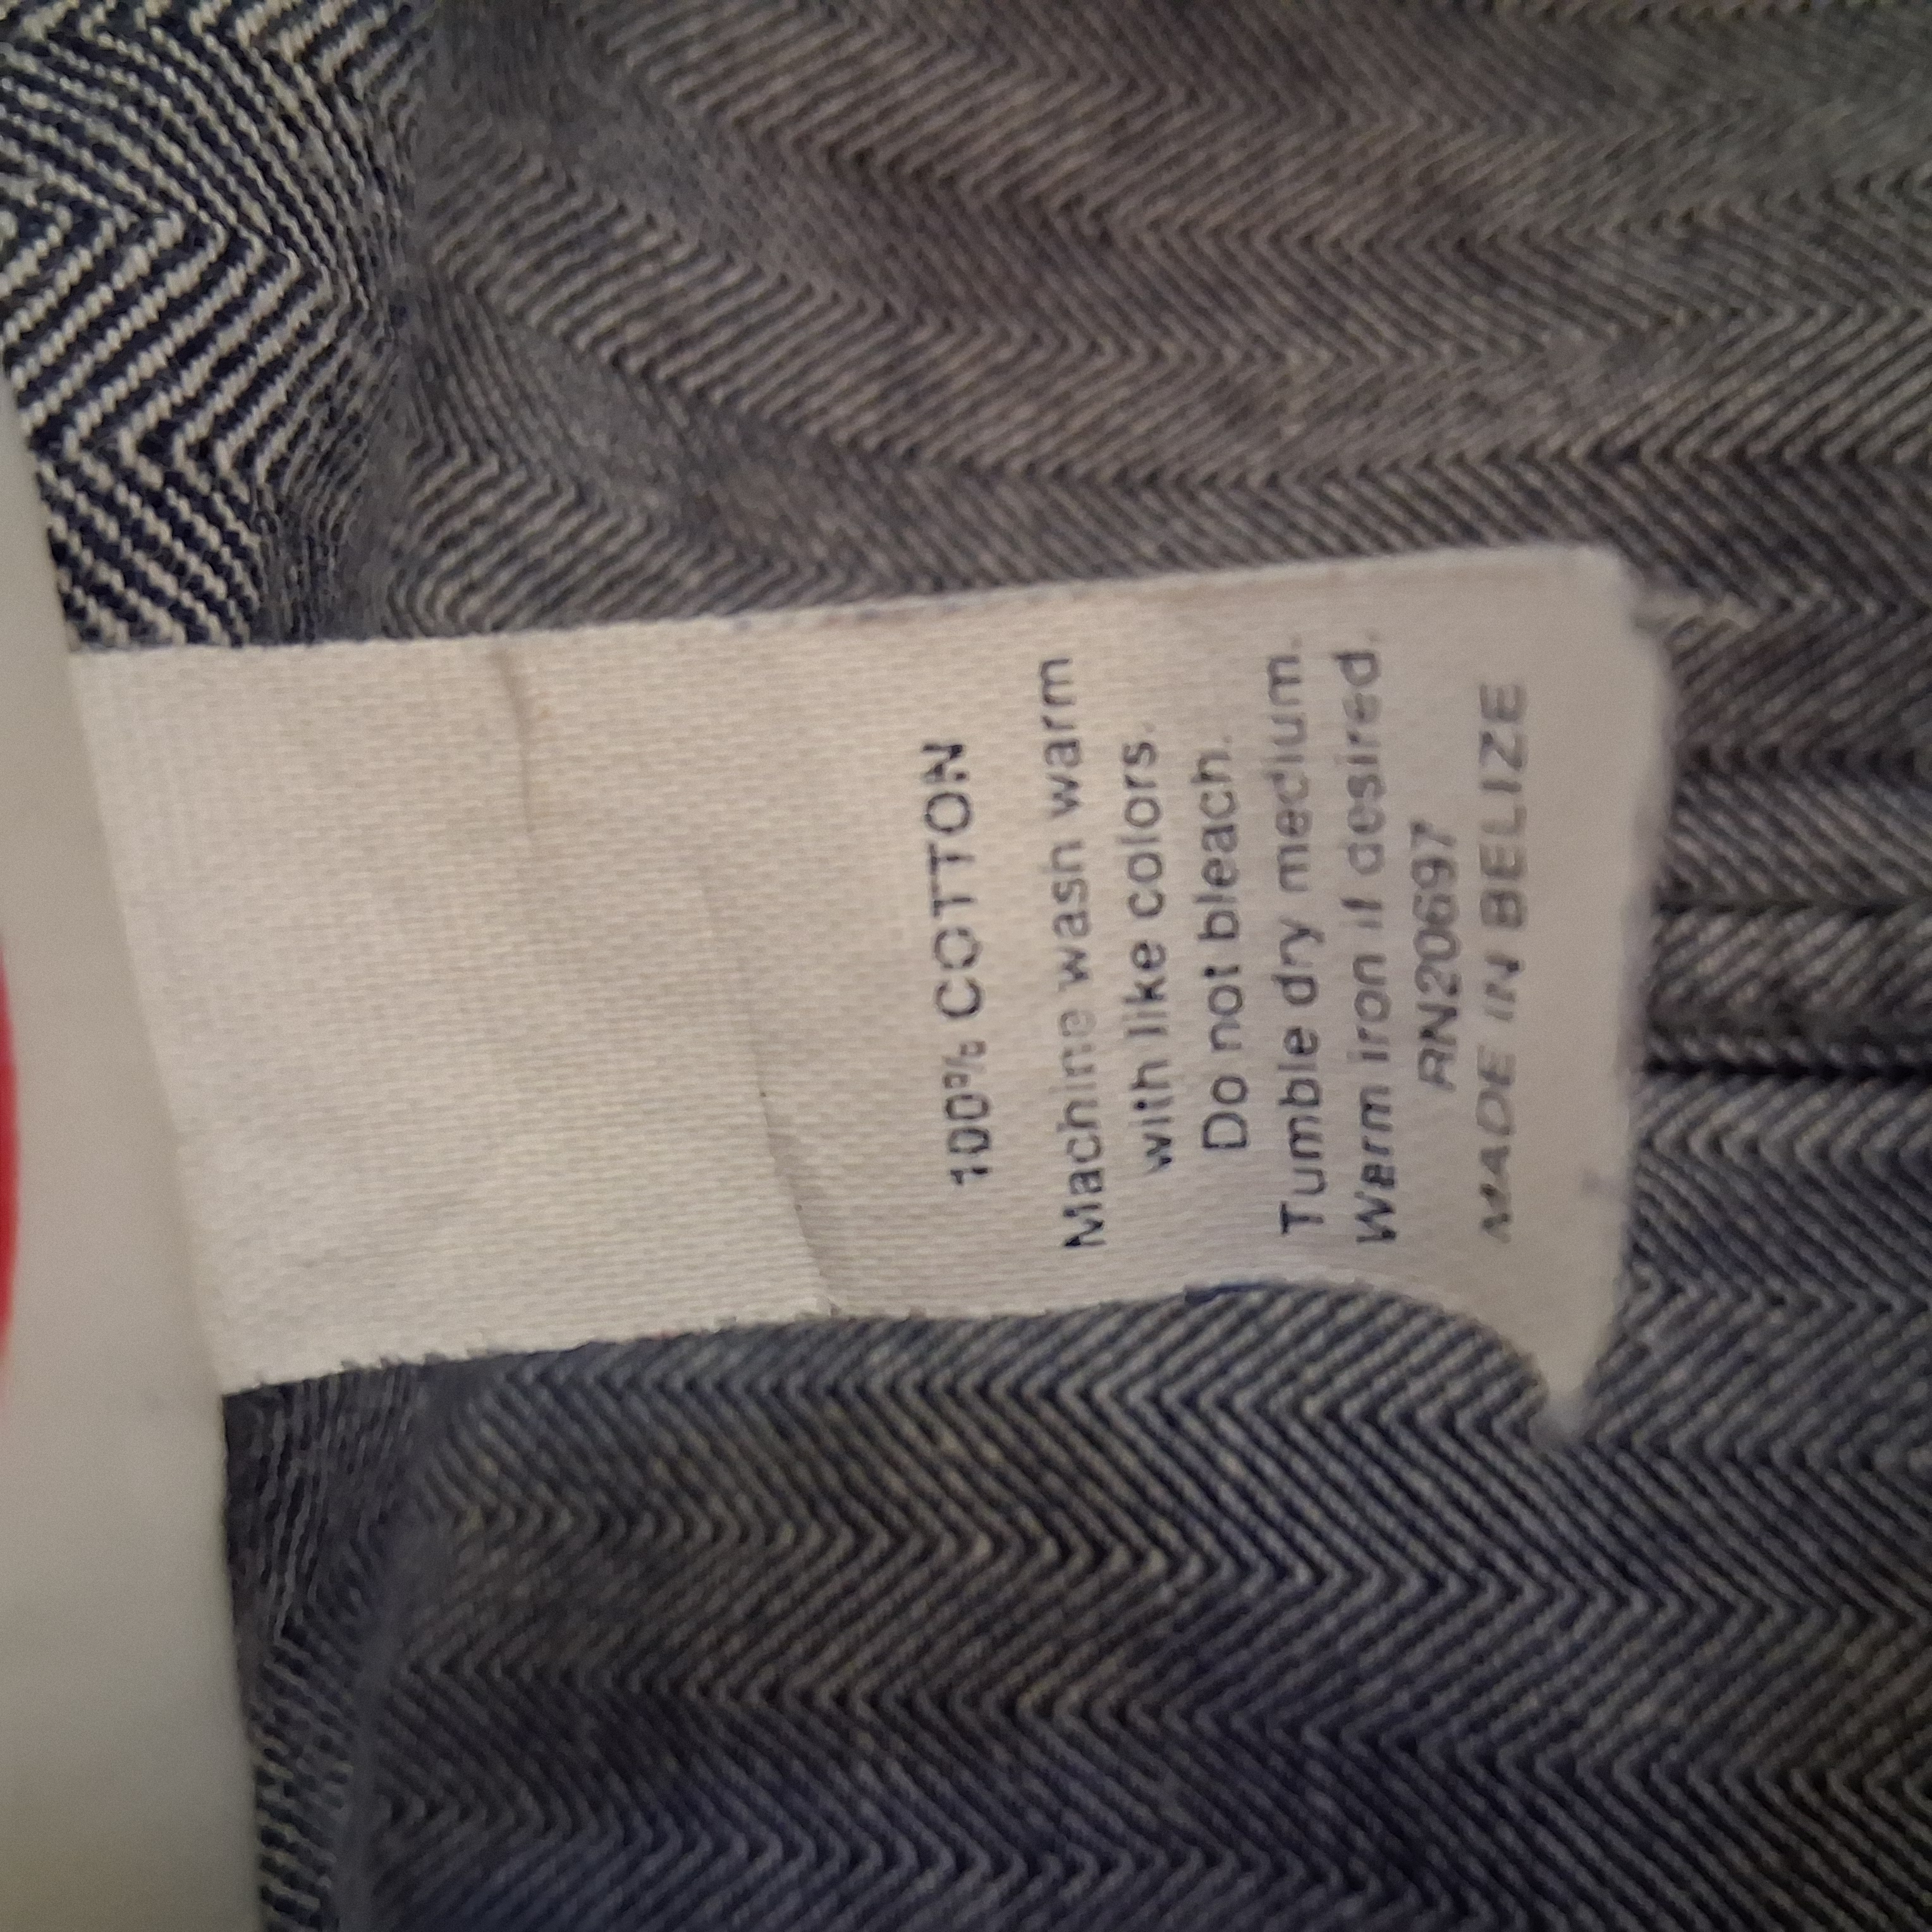 100% COTTON
Machine wash warm
with like colors.
Do not bleach.
Tumble dry medium.
Warm iron if desired.
RN20697
MADE IN BELIZE